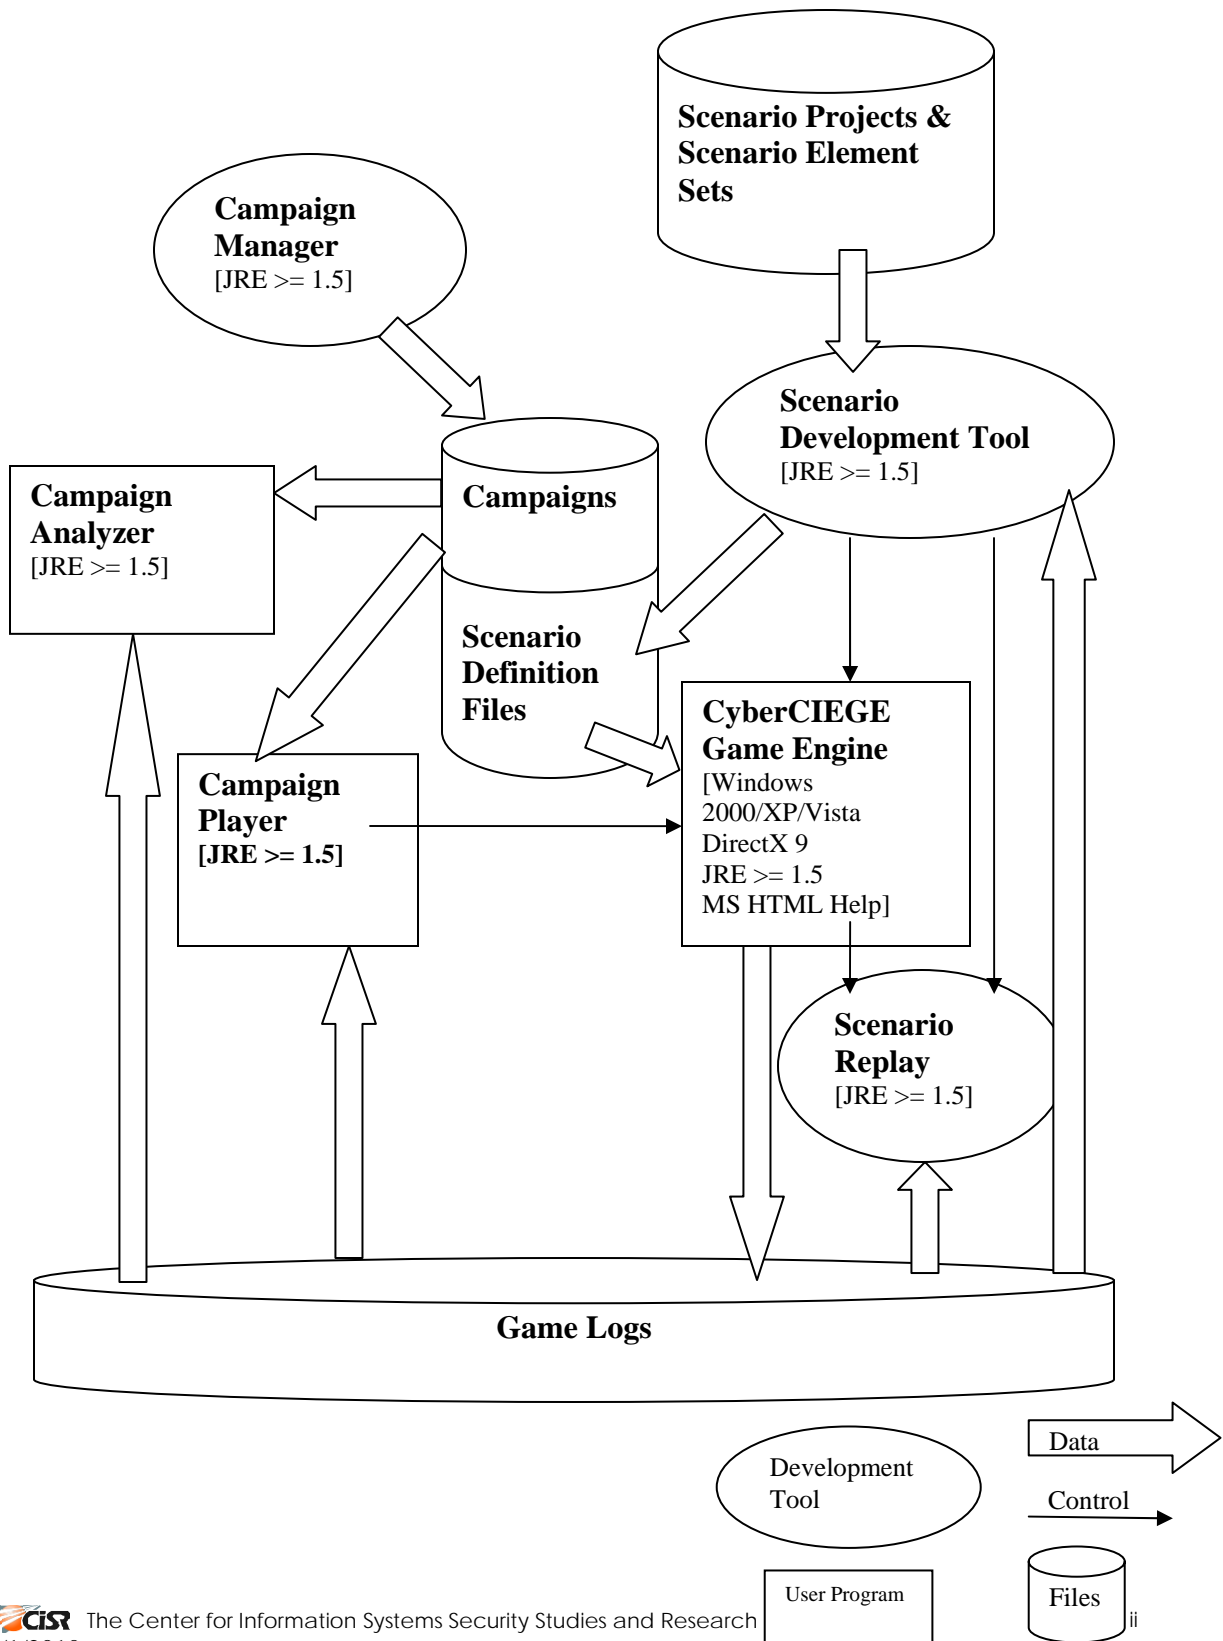 Scenario Projects &
Scenario Element
Sets
Campaign
Manager
[JRE >= 1.5]
Scenario
Development Tool
[JRE >= 1.5]
Campaign
Analyzer
[JRE >= 1.5]
Campaigns
Scenario
Definition
Files
CyberCIEGE
Game Engine
[Windows
2000/XP/Vista
DirectX 9
JRE >= 1.5
MS HTML Help]
Campaign
Player
[JRE >= 1.5]
Scenario
Replay
[JRE >= 1.5]
Game Logs
Data
Development
Tool
Control
User Program
Files
CISR The Center for Information Systems Security Studies and Research
ii